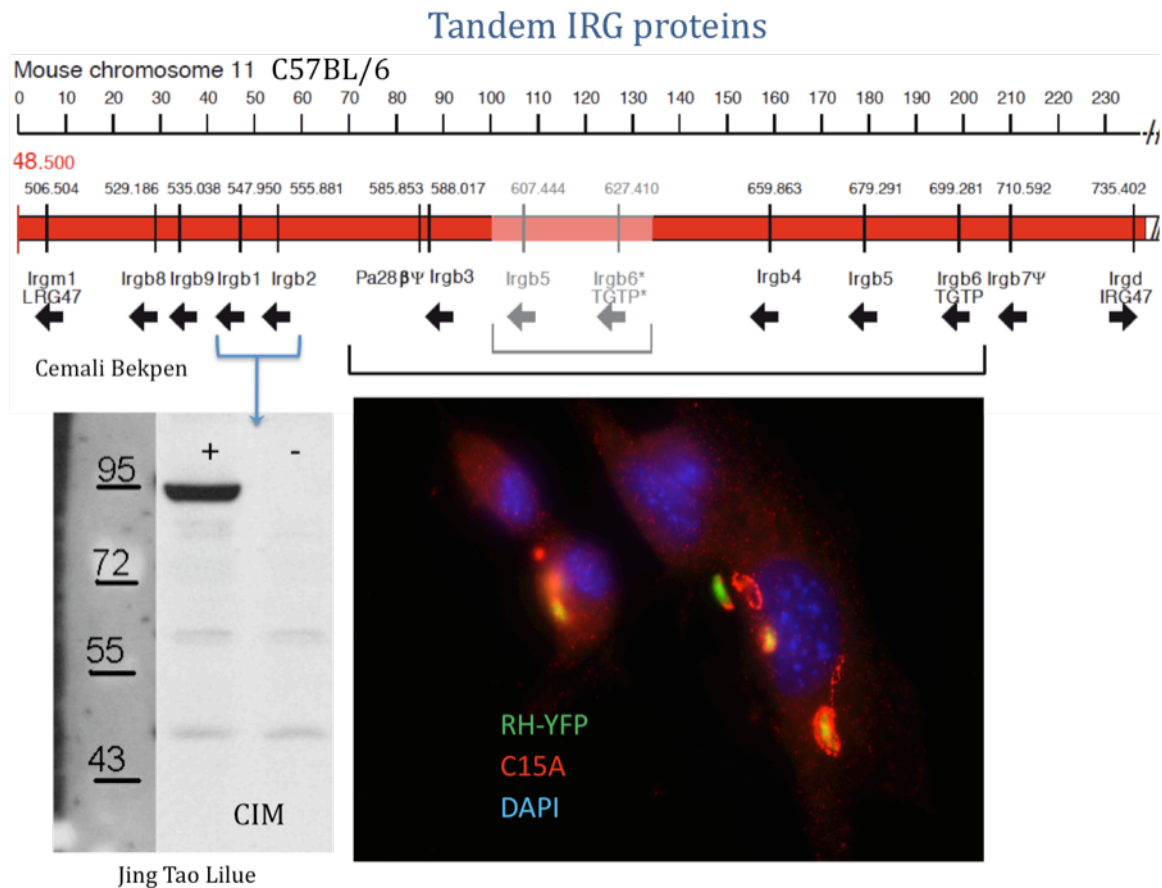 Tandem IRG proteins
Mouse chromosome 11 C57BL/6
0 10 20 30 40 50 60 70 80 90 100 110 120 130 140 150 160 170 180 190 200 210 220 230
48.500
506.504 529.186 535.038 547.950 555.881 585.853 588.017 607.444 627.410 659.863 679.291 699.281 710.592 735.402
Irgm1 Irgb8 Irgb9 Irgb1 Irgb2 Pa28βΨ Irgb3 Irgb5 Irgb6* Irgb4 Irgb5 Irgb6 Irgb7Ψ Irgd
LRG47 TGTP* TGTP IRG47
Cemali Bekpen
+ -
95
72
55
43
CIM
RH-YFP
C15A
DAPI
Jing Tao Lilue